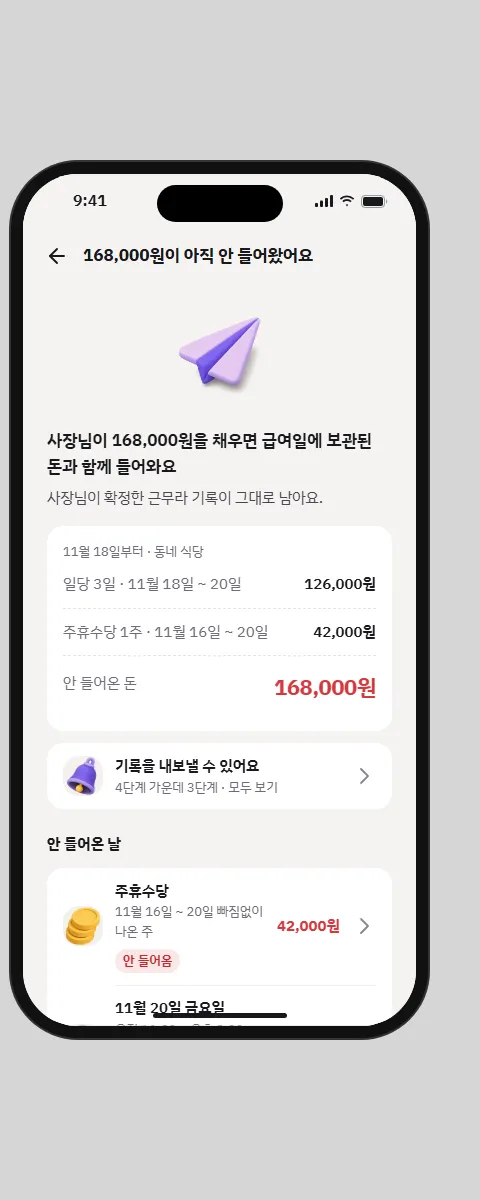 9:41
168,000원이 아직 안 들어왔어요
사장님이 168,000원을 채우면 급여일에 보관된
돈과 함께 들어와요
사장님이 확정한 근무라 기록이 그대로 남아요.
11월 18일부터 · 동네 식당
일당 3일 · 11월 18일 ~ 20일 126,000원
주휴수당 1주 · 11월 16일 ~ 20일 42,000원
안 들어온 돈 168,000원
기록을 내보낼 수 있어요
4단계 가운데 3단계 · 모두 보기
안 들어온 날
주휴수당
11월 16일 ~ 20일 빠짐없이
나온 주
42,000원
안 들어옴
11월 20일 금요일